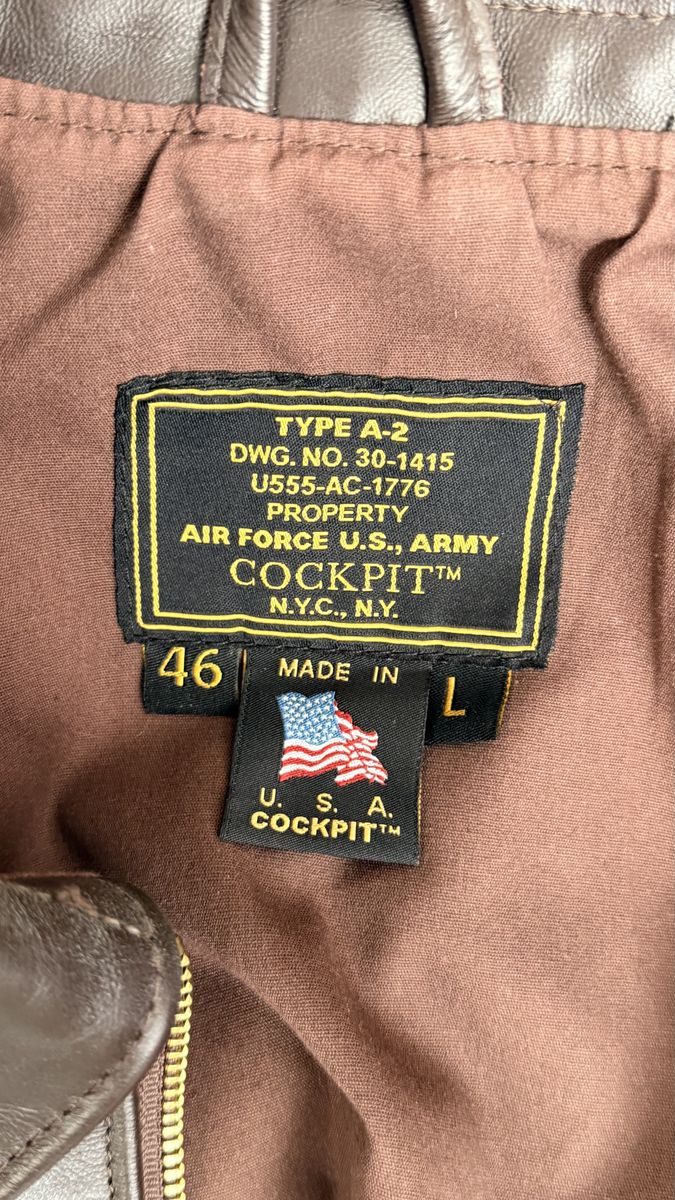 TYPE A-2
DWG. NO. 30-1415
U555-AC-1776
PROPERTY
AIR FORCE U.S., ARMY
COCKPIT™
N.Y.C., N.Y.
46
MADE IN
L
U. S. A.
COCKPIT™